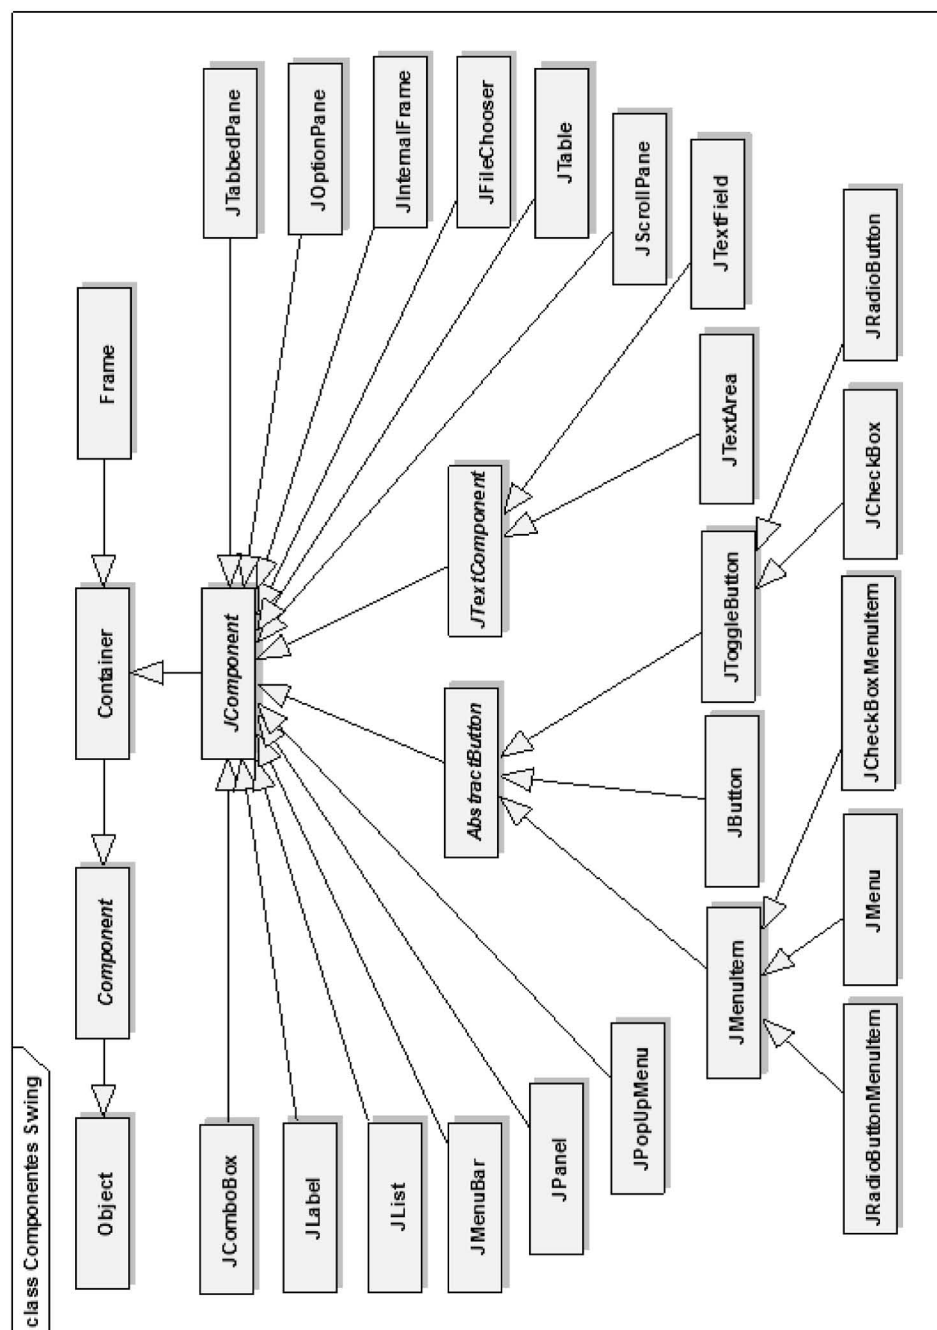 class Componentes Swing
Object
Component
Container
Frame
JComboBox
JComponent
JTabbedPane
JLabel
JOptionPane
JList
JInternalFrame
JMenuBar
AbstractButton
JTextComponent
JFileChooser
JPanel
JTable
JPopUpMenu
JScrollPane
JMenuItem
JButton
JToggleButton
JTextArea
JTextField
JRadioButtonMenuItem
JMenu
JCheckBoxMenuItem
JCheckBox
JRadioButton